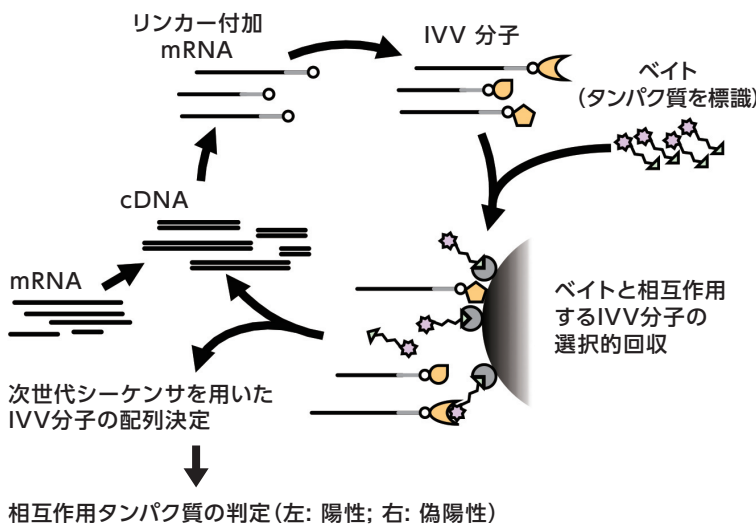 リンカー付加
mRNA
IVV 分子
ベイト
(タンパク質を標識)
cDNA
mRNA
ベイトと相互作用
するIVV分子の
選択的回収
次世代シーケンサを用いた
IVV分子の配列決定
相互作用タンパク質の判定(左: 陽性; 右: 偽陽性)